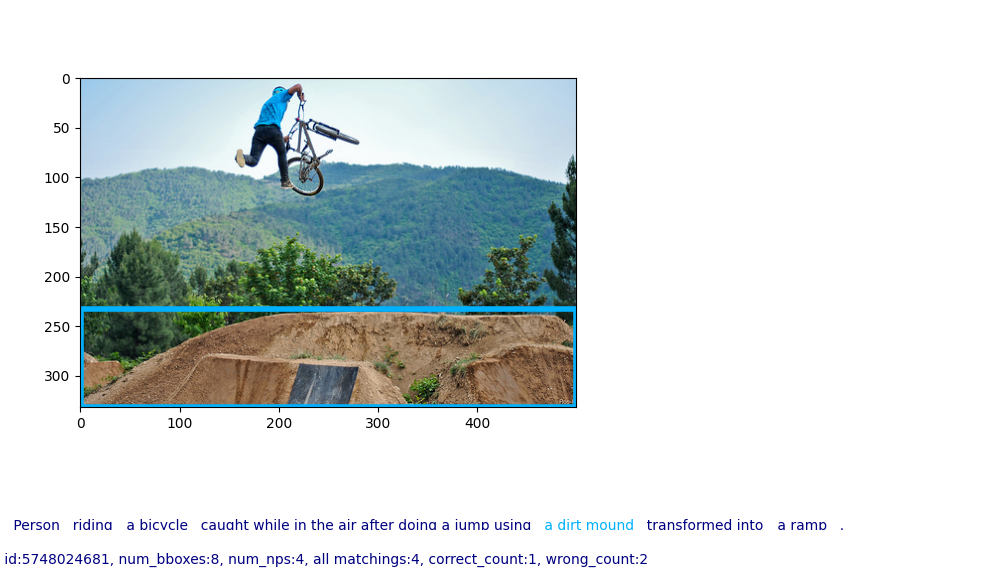 0
50
100
150
200
250
300
0 100 200 300 400
Person riding a bicycle caught while in the air after doing a jump using a dirt mound transformed into a ramp .
id:5748024681, num_bboxes:8, num_nps:4, all matchings:4, correct_count:1, wrong_count:2